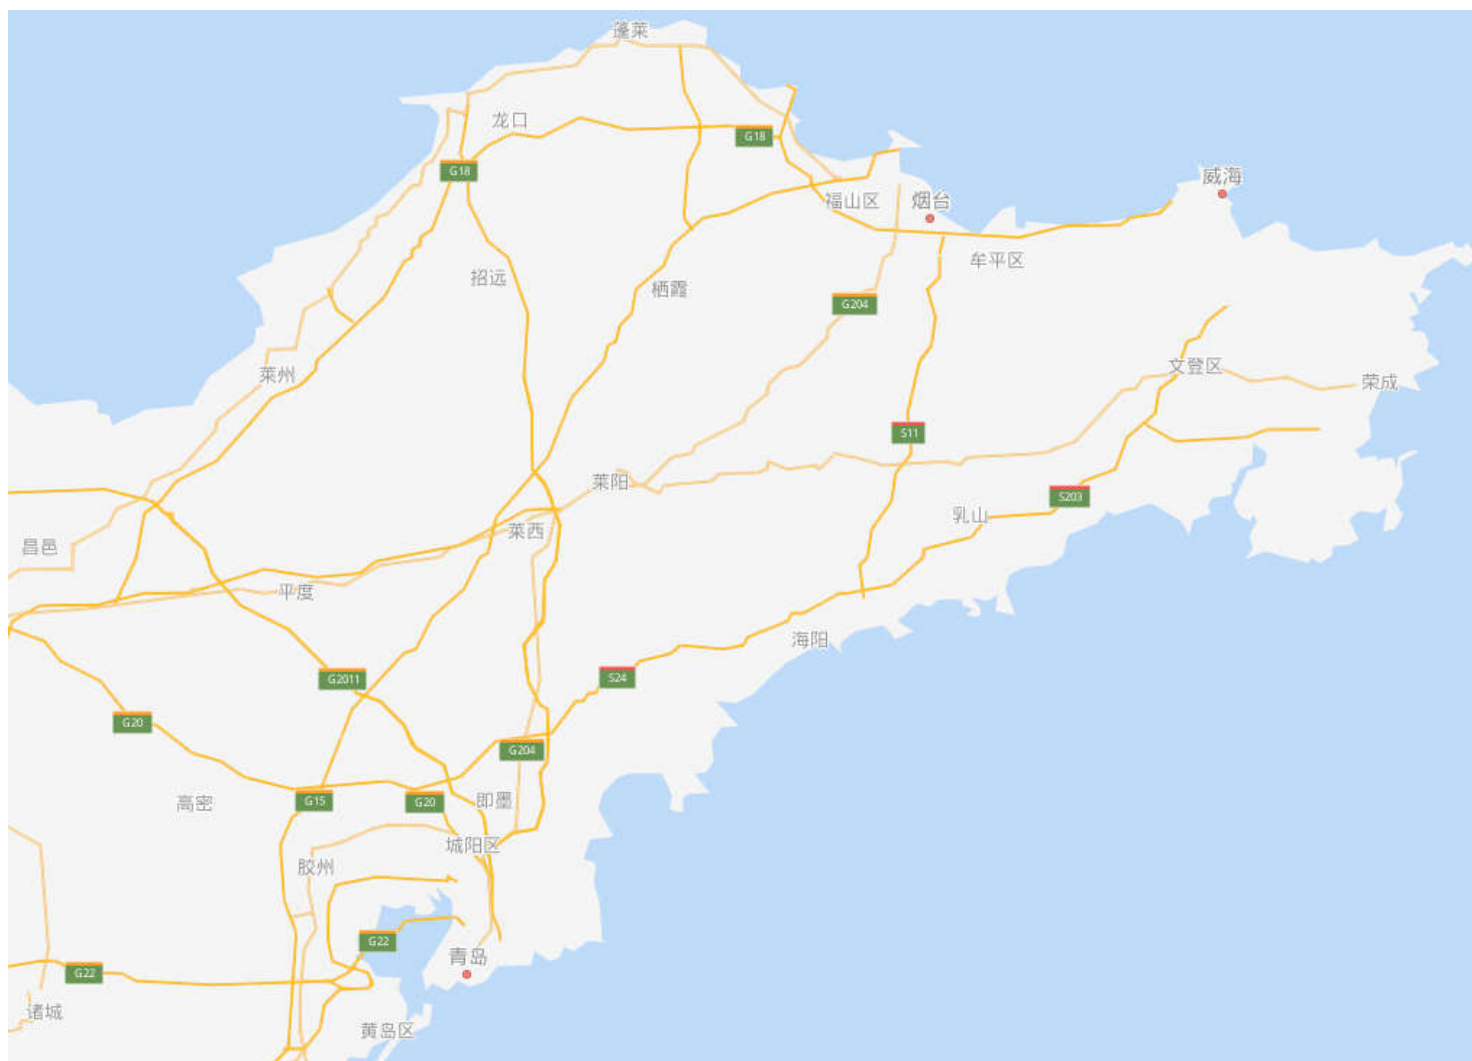 蓬莱
龙口
G18
G18
威海
福山区
烟台
牟平区
招远
栖霞
G204
莱州
文登区
荣成
S11
莱阳
S203
乳山
莱西
昌邑
平度
海阳
G2011
S24
G20
G204
高密
G15
G20
即墨
城阳区
胶州
G22
青岛
G22
诸城
黄岛区